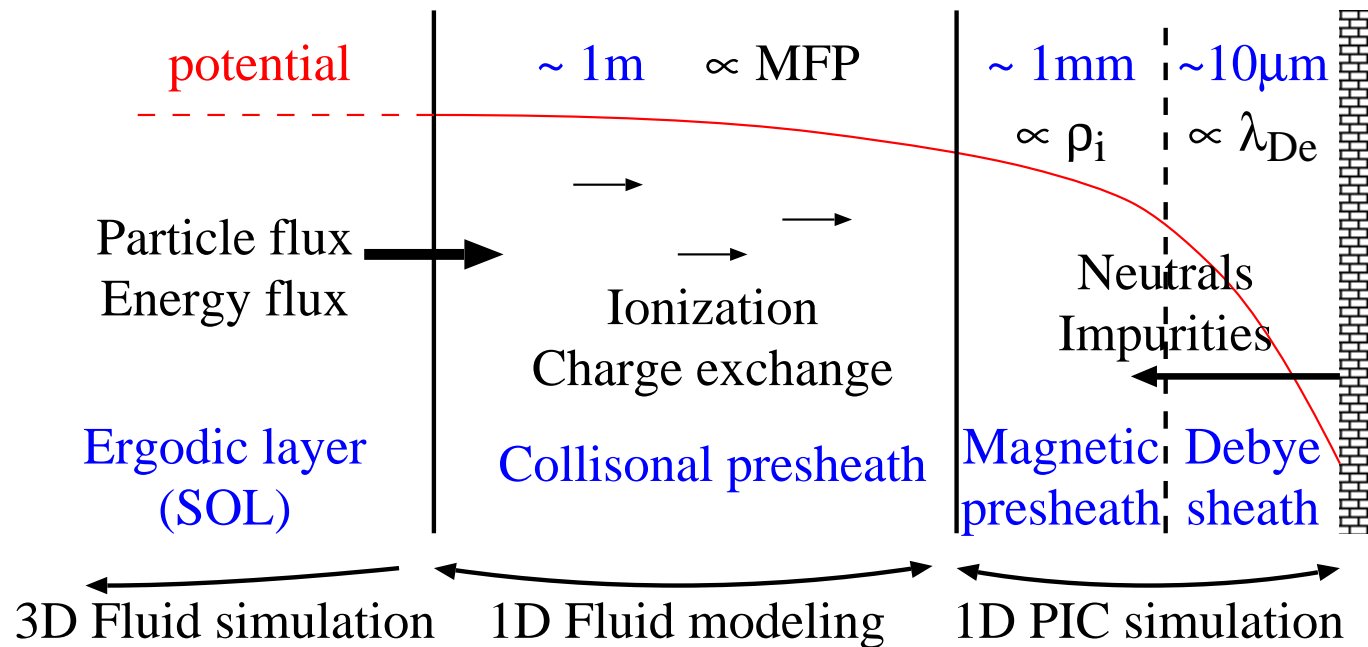 potential
~ 1m ∝ MFP
~ 1mm
~10μm
∝ ρi
∝ λDe
Particle flux
Energy flux
Ionization
Charge exchange
Neutrals
Impurities
Ergodic layer
(SOL)
Collisonal presheath
Magnetic
presheath
Debye
sheath
3D Fluid simulation
1D Fluid modeling
1D PIC simulation